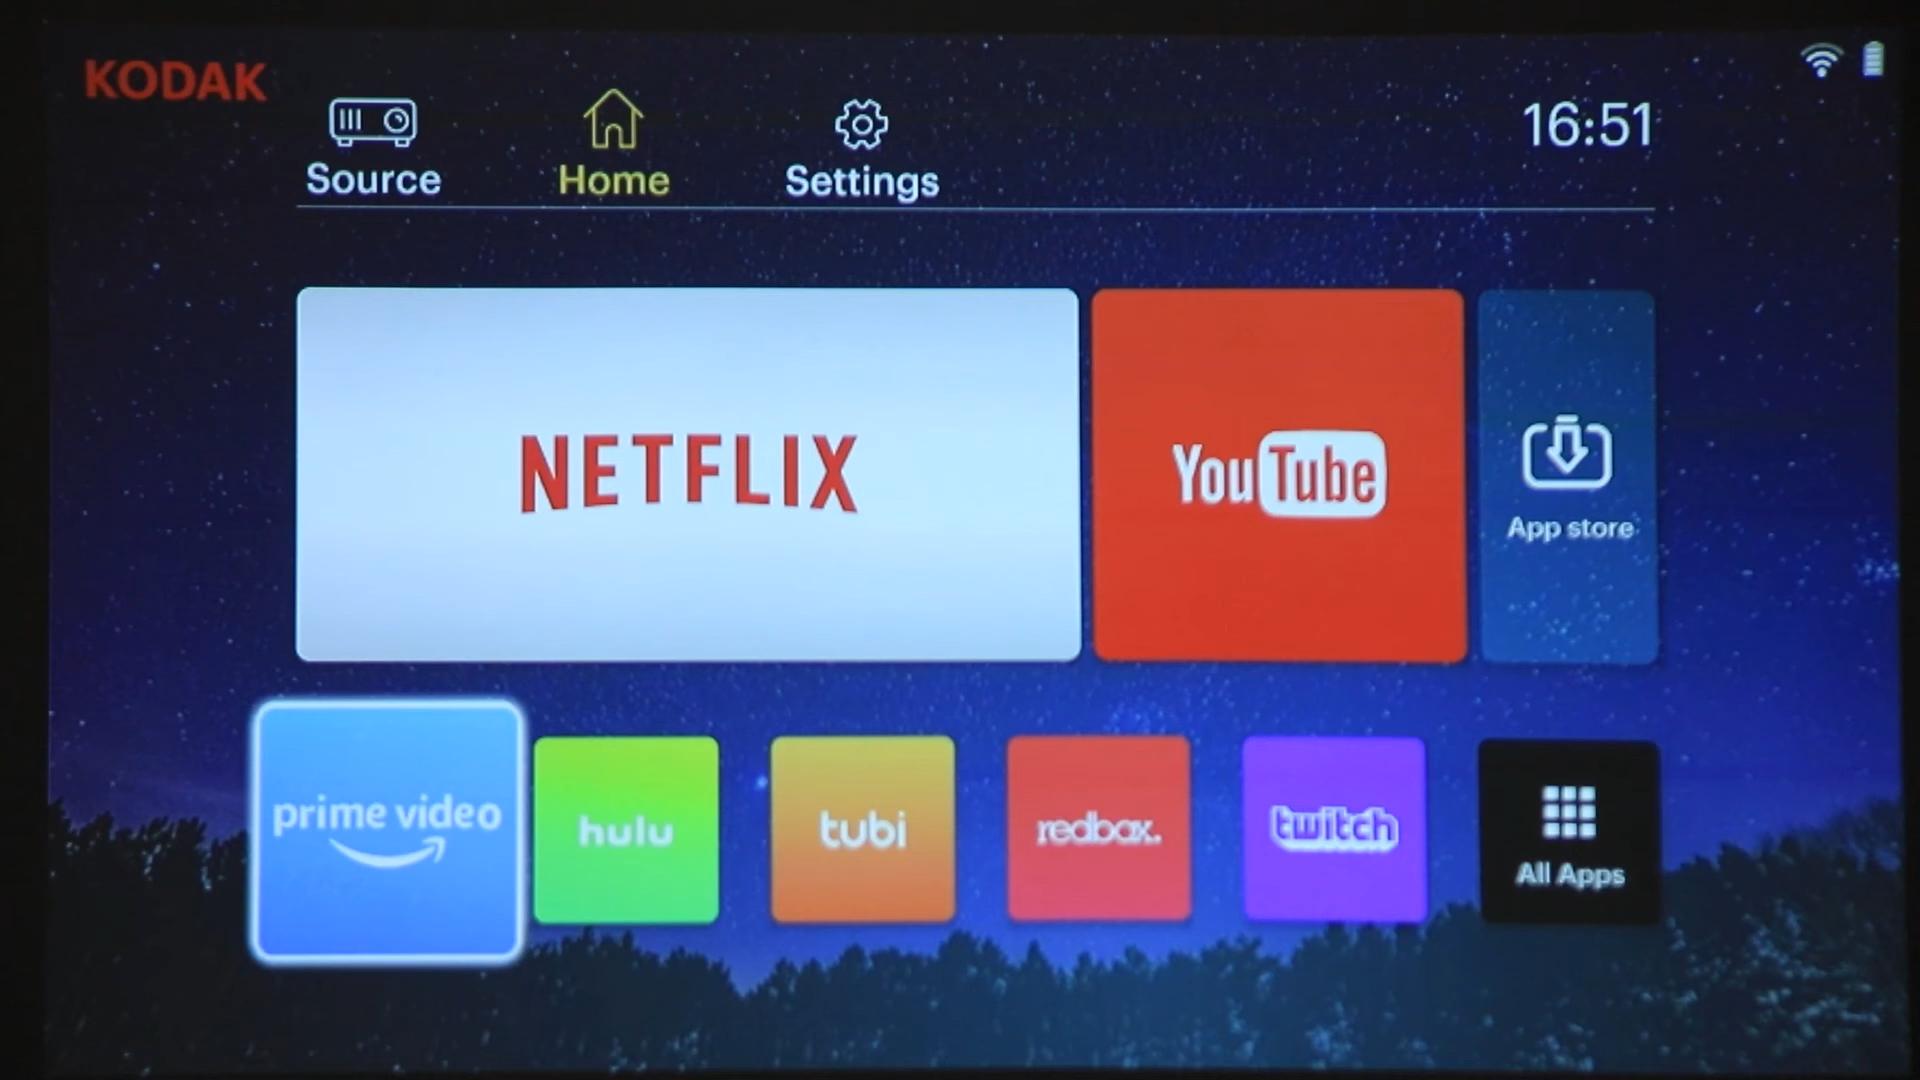 KODAK
Source
Home
Settings
16:51
NETFLIX
YouTube
App store
prime video
hulu
tubi
redbox.
twitch
All Apps